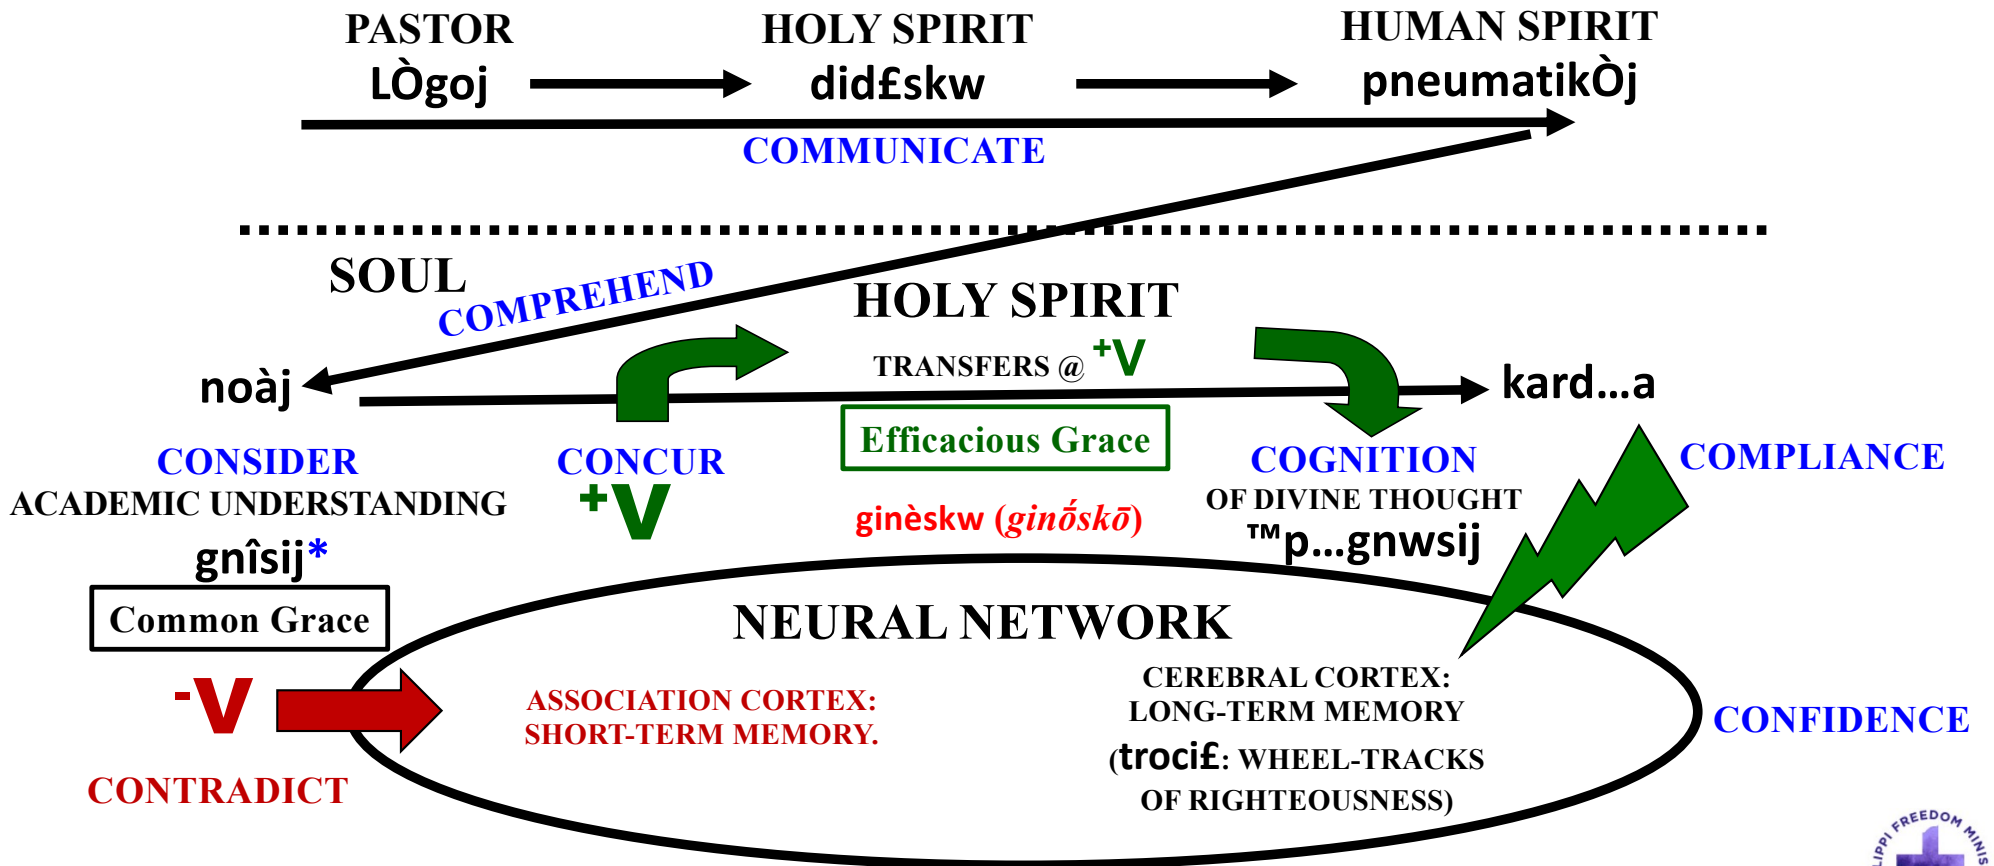 PASTOR HOLY SPIRIT HUMAN SPIRIT
LÒgoj did£skw pneumatikÒj
COMMUNICATE
SOUL
COMPREHEND
HOLY SPIRIT
TRANSFERS @ +V
noàj kard…a
Efficacious Grace
CONSIDER CONCUR COGNITION COMPLIANCE
ACADEMIC UNDERSTANDING +V OF DIVINE THOUGHT
gnîsij* ginèskw (ginṓskō) ™p…gnwsij
Common Grace
NEURAL NETWORK
-V
ASSOCIATION CORTEX:
SHORT-TERM MEMORY.
CEREBRAL CORTEX:
LONG-TERM MEMORY
(troci£: WHEEL-TRACKS
OF RIGHTEOUSNESS)
CONFIDENCE
CONTRADICT
FREEDOM